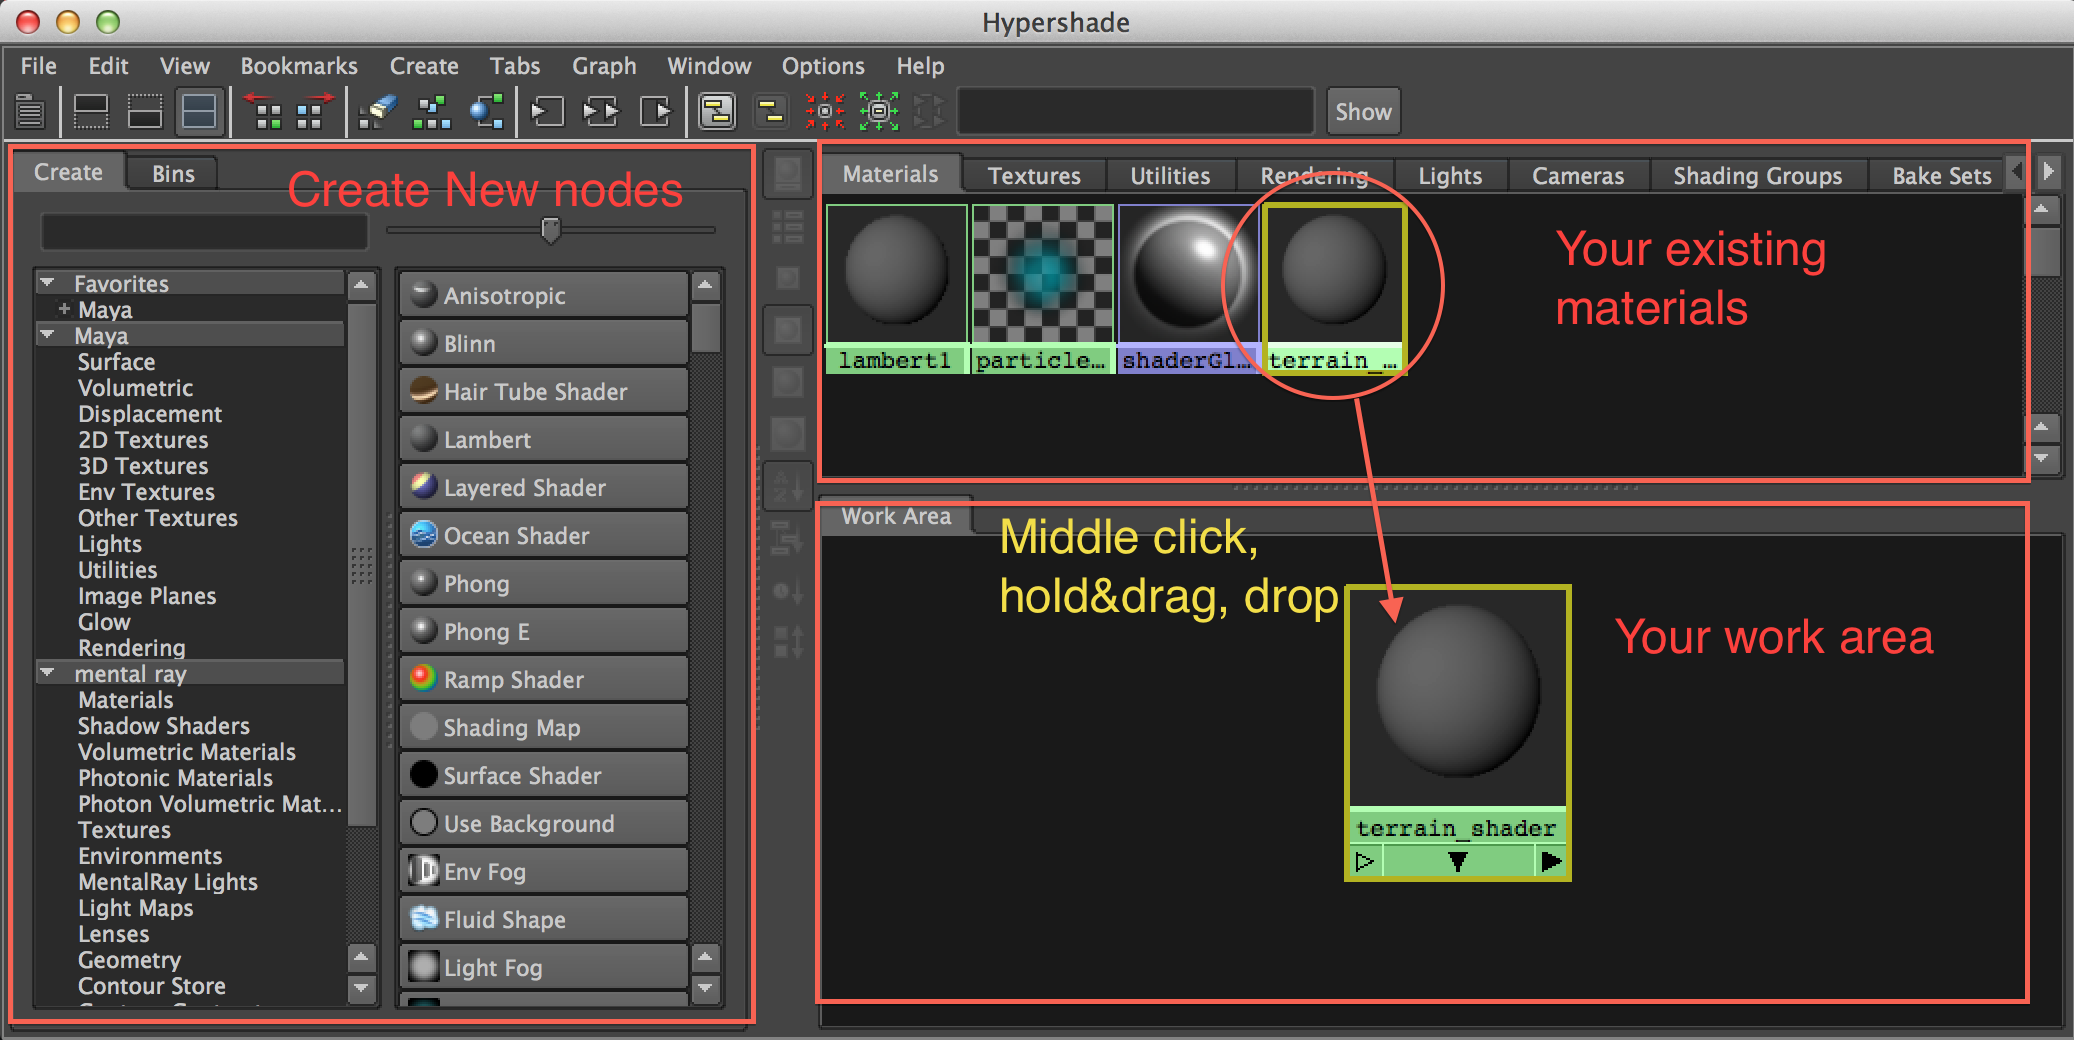 Hypershade
File Edit View Bookmarks Create Tabs Graph Window Options Help
Show
Create Bins
Create New nodes
Favorites
Maya
Maya
Surface
Volumetric
Displacement
2D Textures
3D Textures
Env Textures
Other Textures
Lights
Utilities
Image Planes
Glow
Rendering
mental ray
Materials
Shadow Shaders
Volumetric Materials
Photonic Materials
Photon Volumetric Mat...
Textures
Environments
MentalRay Lights
Light Maps
Lenses
Geometry
Contour Store
Anisotropic
Blinn
Hair Tube Shader
Lambert
Layered Shader
Ocean Shader
Phong
Phong E
Ramp Shader
Shading Map
Surface Shader
Use Background
Env Fog
Fluid Shape
Light Fog
Materials Textures Utilities Rendering Lights Cameras Shading Groups Bake Sets
lambert1 particle... shaderGl... terrain_...
Your existing
materials
Work Area
Middle click,
hold&drag, drop
Your work area
terrain_shader